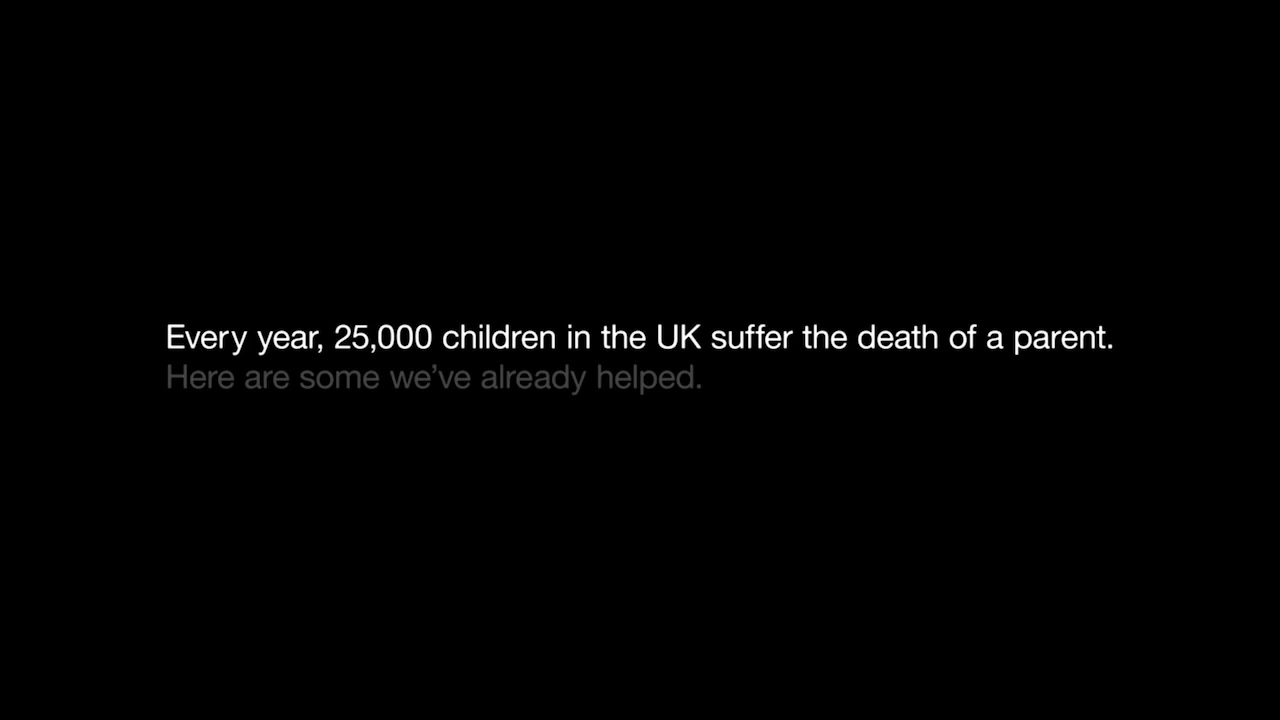 Every year, 25,000 children in the UK suffer the death of a parent.
Here are some we’ve already helped.